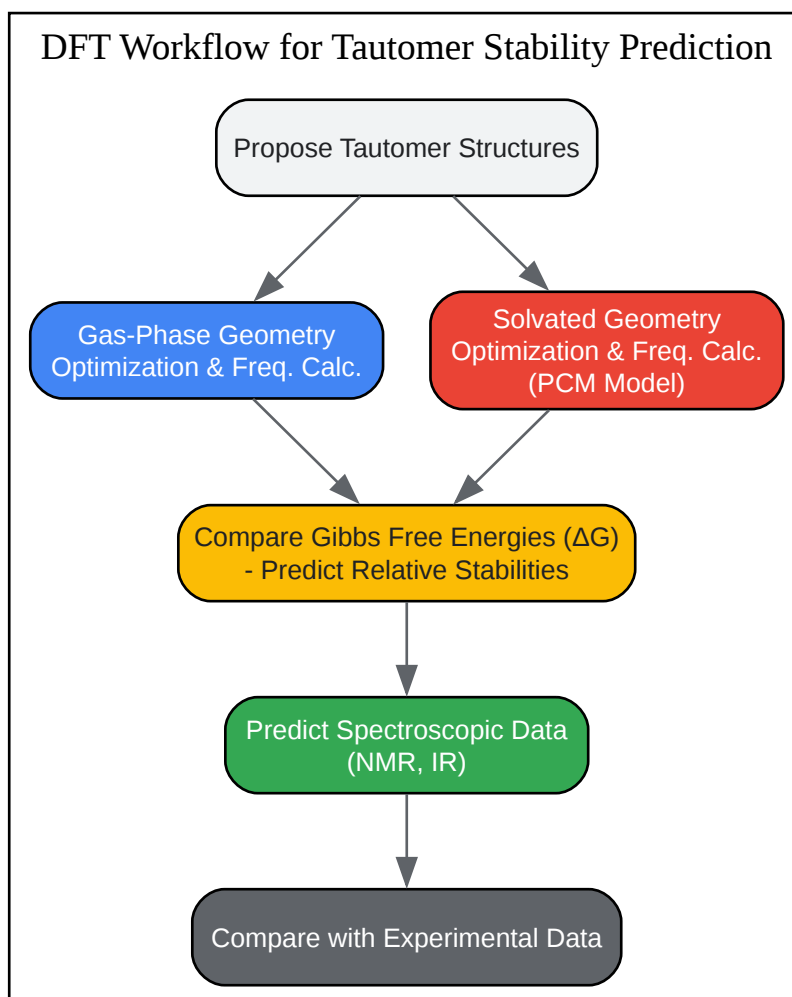 DFT Workflow for Tautomer Stability Prediction
Propose Tautomer Structures
Gas-Phase Geometry
Optimization & Freq. Calc.
Solvated Geometry
Optimization & Freq. Calc.
(PCM Model)
Compare Gibbs Free Energies (ΔG)
- Predict Relative Stabilities
Predict Spectroscopic Data
(NMR, IR)
Compare with Experimental Data